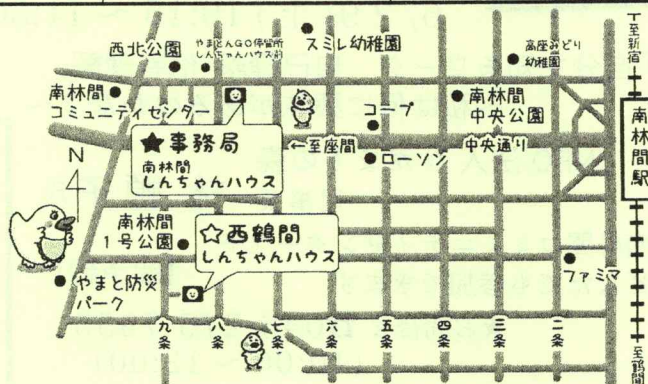 西北公園
やまとんGO停留所
しんちゃんハウス前
スミレ幼稚園
高座みどり
幼稚園
至新宿
南林間
コミュニティセンター
コープ
南林間
中央公園
南林間駅
★事務局
南林間
しんちゃんハウス
←至座間
中央通り
ローソン
N
南林間
1号公園
☆西鶴間
しんちゃんハウス
ファミマ
やまと防災
パーク
九条
八条
七条
六条
五条
四条
三条
二条
至鶴間